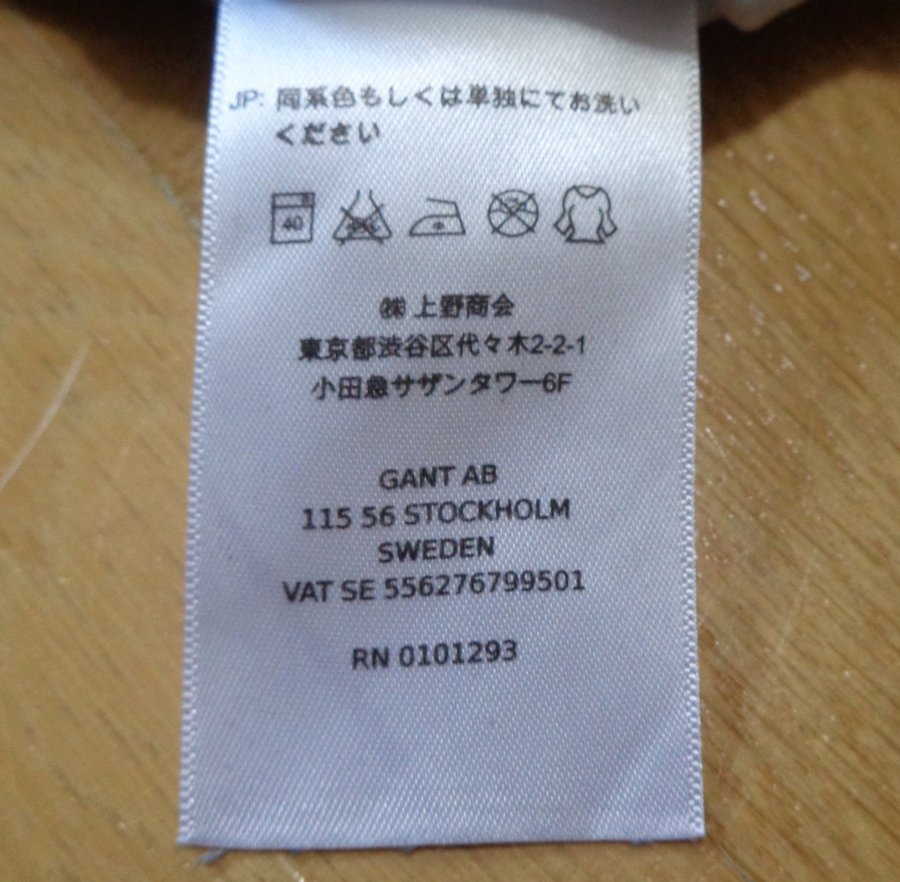 JP: 同系色もしくは単独にてお洗い
ください
40
㈱ 上野商会
東京都渋谷区代々木2-2-1
小田急サザンタワー6F
GANT AB
115 56 STOCKHOLM
SWEDEN
VAT SE 556276799501
RN 0101293